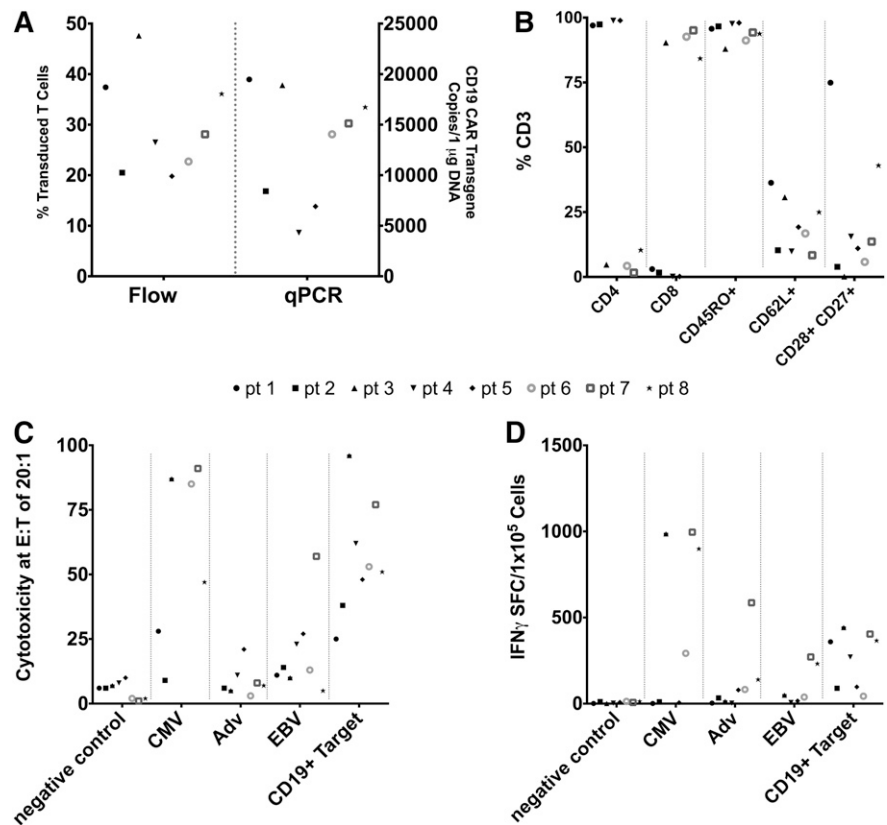 A
50
40
30
20
10
0
% Transduced T Cells
25000
20000
15000
10000
5000
0
CD19 CAR Transgene
Copies/1 µg DNA
Flow
qPCR
B
100
75
50
25
0
% CD3
CD4
CD8
CD45RO+
CD62L+
CD28+ CD27+
pt 1 pt 2 pt 3 pt 4 pt 5 pt 6 pt 7 pt 8
C
100
75
50
25
0
Cytotoxicity at E:T of 20:1
negative control
CMV
Adv
EBV
CD19+ Target
D
1500
1000
500
0
IFNγ SFC/1x10⁵ Cells
negative control
CMV
Adv
EBV
CD19+ Target